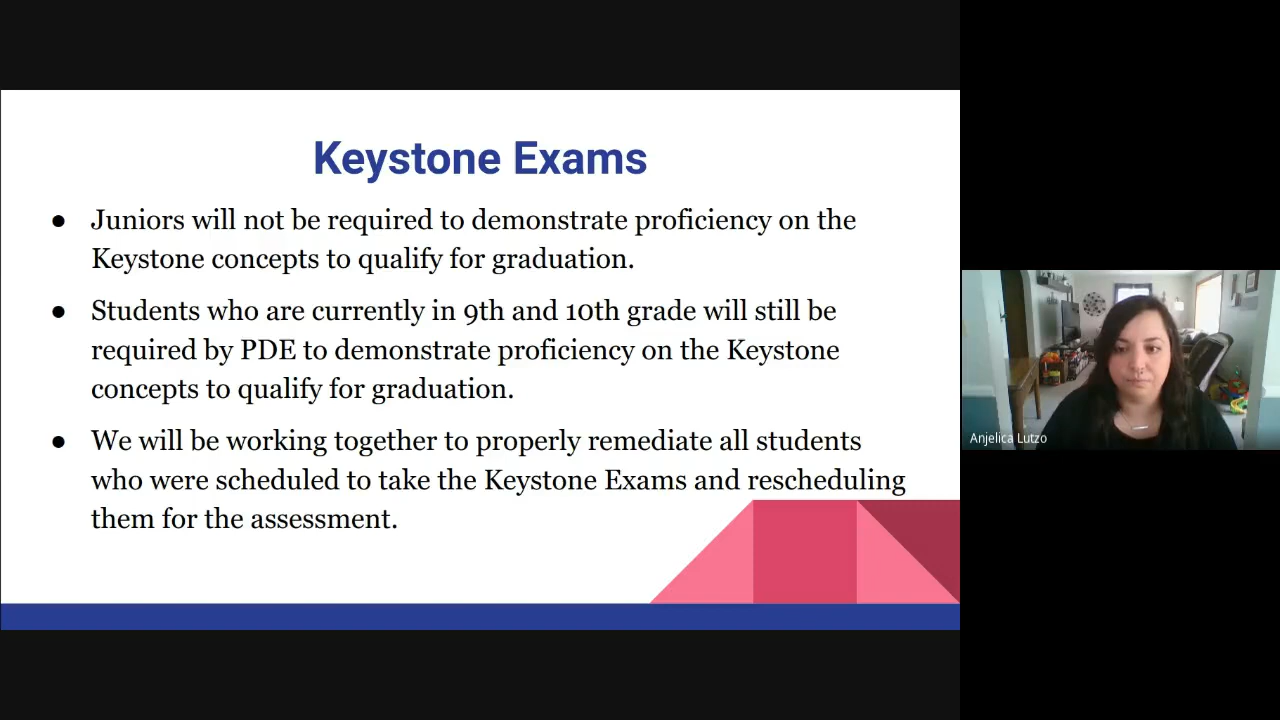 Keystone Exams
● Juniors will not be required to demonstrate proficiency on the
Keystone concepts to qualify for graduation.
● Students who are currently in 9th and 10th grade will still be
required by PDE to demonstrate proficiency on the Keystone
concepts to qualify for graduation.
● We will be working together to properly remediate all students
who were scheduled to take the Keystone Exams and rescheduling
them for the assessment.
Anjelica Lutzo